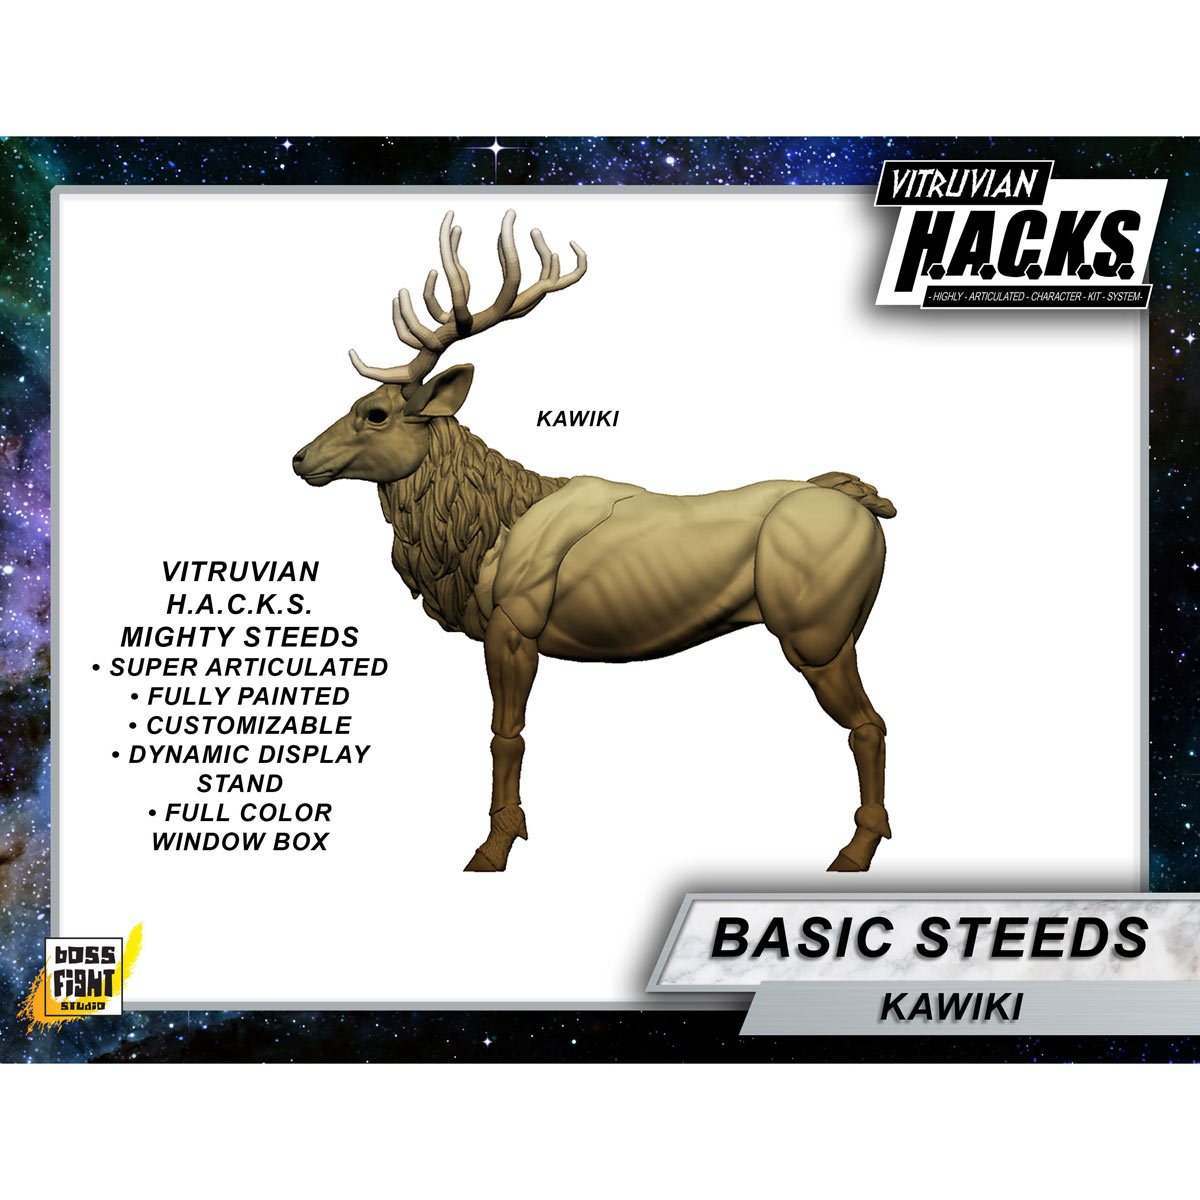 VITRUVIAN
H.A.C.K.S.
- HIGHLY - ARTICULATED - CHARACTER - KIT - SYSTEM-
KAWIKI
VITRUVIAN
H.A.C.K.S.
MIGHTY STEEDS
• SUPER ARTICULATED
• FULLY PAINTED
• CUSTOMIZABLE
• DYNAMIC DISPLAY
STAND
• FULL COLOR
WINDOW BOX
BOSS
FIGHT
STUDIO
BASIC STEEDS
KAWIKI